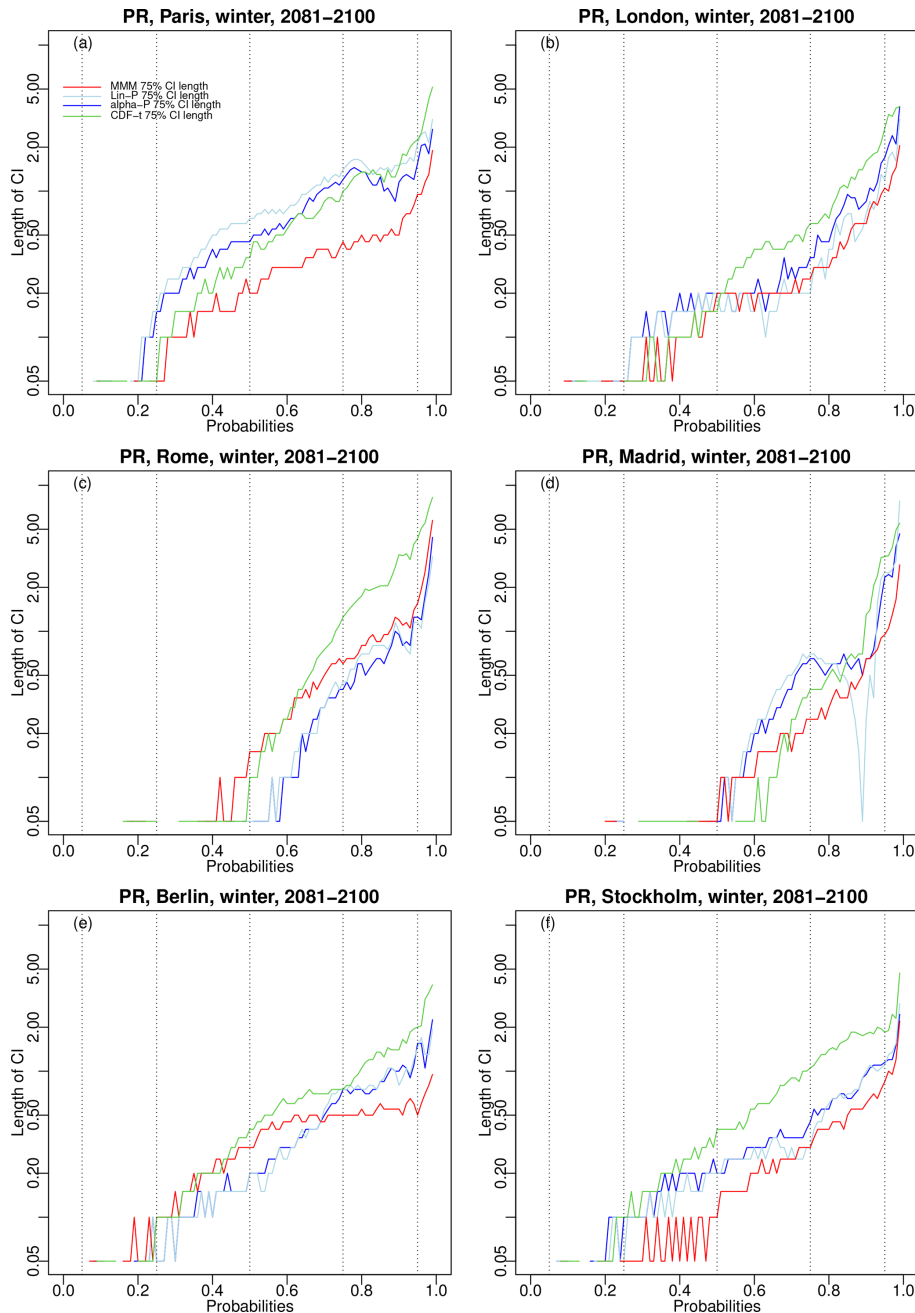 PR, Paris, winter, 2081−2100
(a)
MMM 75% CI length
Lin−P 75% CI length
alpha−P 75% CI length
CDF−t 75% CI length
Length of CI
0.05 0.20 0.50 2.00 5.00
0.0 0.2 0.4 0.6 0.8 1.0
Probabilities
PR, London, winter, 2081−2100
(b)
Length of CI
0.05 0.20 0.50 2.00 5.00
0.0 0.2 0.4 0.6 0.8 1.0
Probabilities
PR, Rome, winter, 2081−2100
(c)
Length of CI
0.05 0.20 0.50 2.00 5.00
0.0 0.2 0.4 0.6 0.8 1.0
Probabilities
PR, Madrid, winter, 2081−2100
(d)
Length of CI
0.05 0.20 0.50 2.00 5.00
0.0 0.2 0.4 0.6 0.8 1.0
Probabilities
PR, Berlin, winter, 2081−2100
(e)
Length of CI
0.05 0.20 0.50 2.00 5.00
0.0 0.2 0.4 0.6 0.8 1.0
Probabilities
PR, Stockholm, winter, 2081−2100
(f)
Length of CI
0.05 0.20 0.50 2.00 5.00
0.0 0.2 0.4 0.6 0.8 1.0
Probabilities